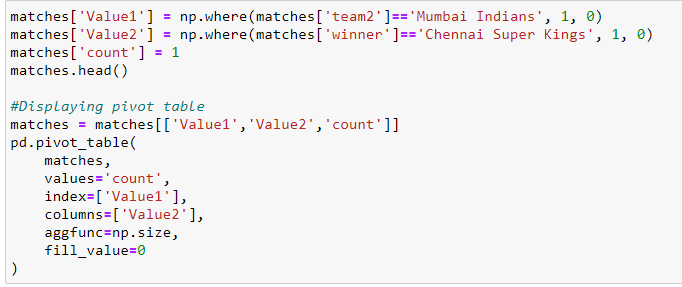 matches['Value1'] = np.where(matches['team2']=='Mumbai Indians', 1, 0)
matches['Value2'] = np.where(matches['winner']=='Chennai Super Kings', 1, 0)
matches['count'] = 1
matches.head()

#Displaying pivot table
matches = matches[['Value1','Value2','count']]
pd.pivot_table(
    matches,
    values='count',
    index=['Value1'],
    columns=['Value2'],
    aggfunc=np.size,
    fill_value=0
)